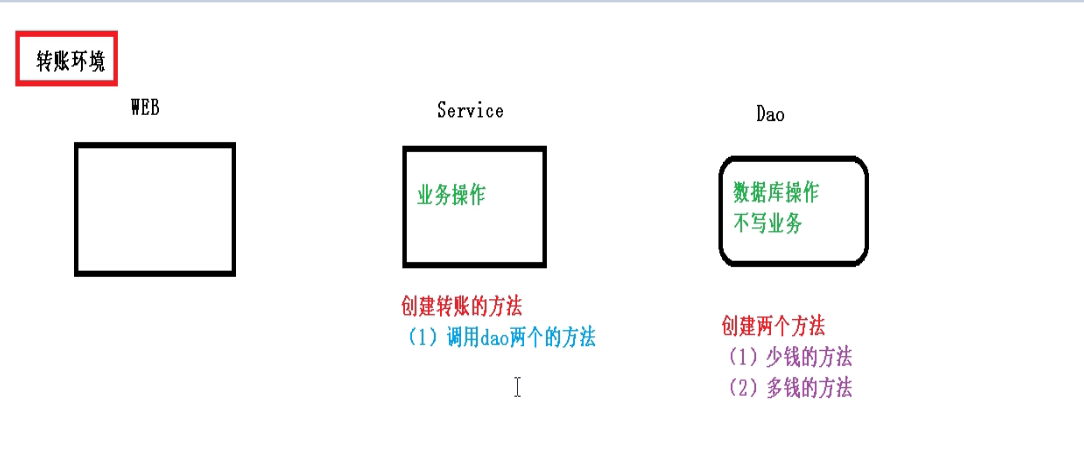 转账环境
WEB
Service
Dao
业务操作
数据库操作
不写业务
创建转账的方法
（1）调用dao两个的方法
创建两个方法
（1）少钱的方法
（2）多钱的方法